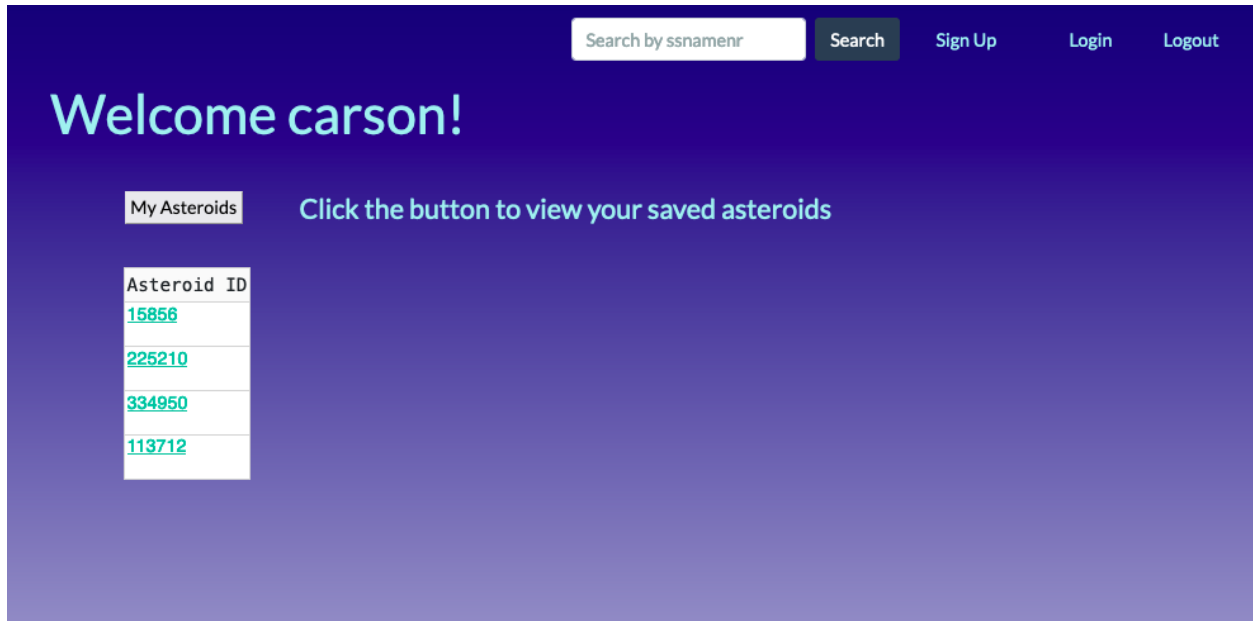 Search by ssnamenr Search Sign Up Login Logout
Welcome carson!
My Asteroids Click the button to view your saved asteroids
Asteroid ID
15856
225210
334950
113712